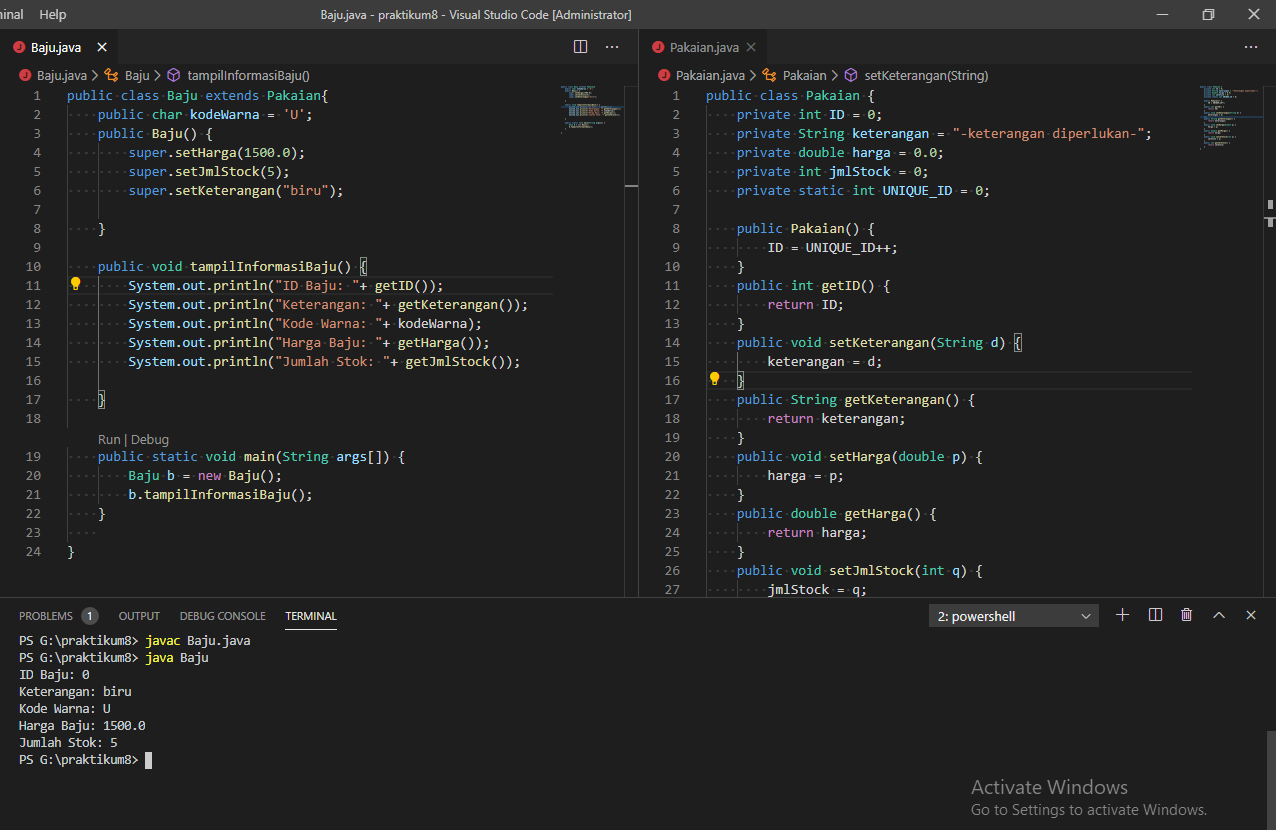 minal Help Baju.java - praktikum8 - Visual Studio Code [Administrator]
Baju.java
Baju.java > Baju > tampilInformasiBaju()
1 public class Baju extends Pakaian{
2 public char kodeWarna = 'U';
3 public Baju() {
4 super.setHarga(1500.0);
5 super.setJmlStock(5);
6 super.setKeterangan("biru");
7
8 }
9
10 public void tampilInformasiBaju() {
11 System.out.println("ID Baju: "+ getID());
12 System.out.println("Keterangan: "+ getKeterangan());
13 System.out.println("Kode Warna: "+ kodeWarna);
14 System.out.println("Harga Baju: "+ getHarga());
15 System.out.println("Jumlah Stok: "+ getJmlStock());
16
17 }
18
Run | Debug
19 public static void main(String args[]) {
20 Baju b = new Baju();
21 b.tampilInformasiBaju();
22 }
23
24 }
Pakaian.java
Pakaian.java > Pakaian > setKeterangan(String)
1 public class Pakaian {
2 private int ID = 0;
3 private String keterangan = "-keterangan diperlukan-";
4 private double harga = 0.0;
5 private int jmlStock = 0;
6 private static int UNIQUE_ID = 0;
7
8 public Pakaian() {
9 ID = UNIQUE_ID++;
10 }
11 public int getID() {
12 return ID;
13 }
14 public void setKeterangan(String d) {
15 keterangan = d;
16 }
17 public String getKeterangan() {
18 return keterangan;
19 }
20 public void setHarga(double p) {
21 harga = p;
22 }
23 public double getHarga() {
24 return harga;
25 }
26 public void setJmlStock(int q) {
27 jmlStock = q;
PROBLEMS 1 OUTPUT DEBUG CONSOLE TERMINAL 2: powershell
PS G:\praktikum8> javac Baju.java
PS G:\praktikum8> java Baju
ID Baju: 0
Keterangan: biru
Kode Warna: U
Harga Baju: 1500.0
Jumlah Stok: 5
PS G:\praktikum8>
Activate Windows
Go to Settings to activate Windows.